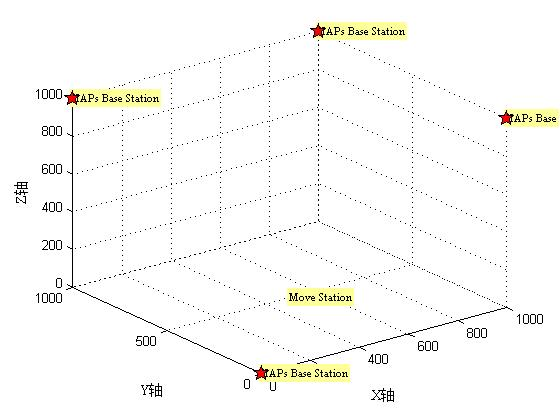 APs Base Station
1000
APs Base Station
APs Base
800
600
Z轴
400
200
0
1000
Move Station
1000
500
800
600
400
0
0
APs Base Station
Y轴
X轴